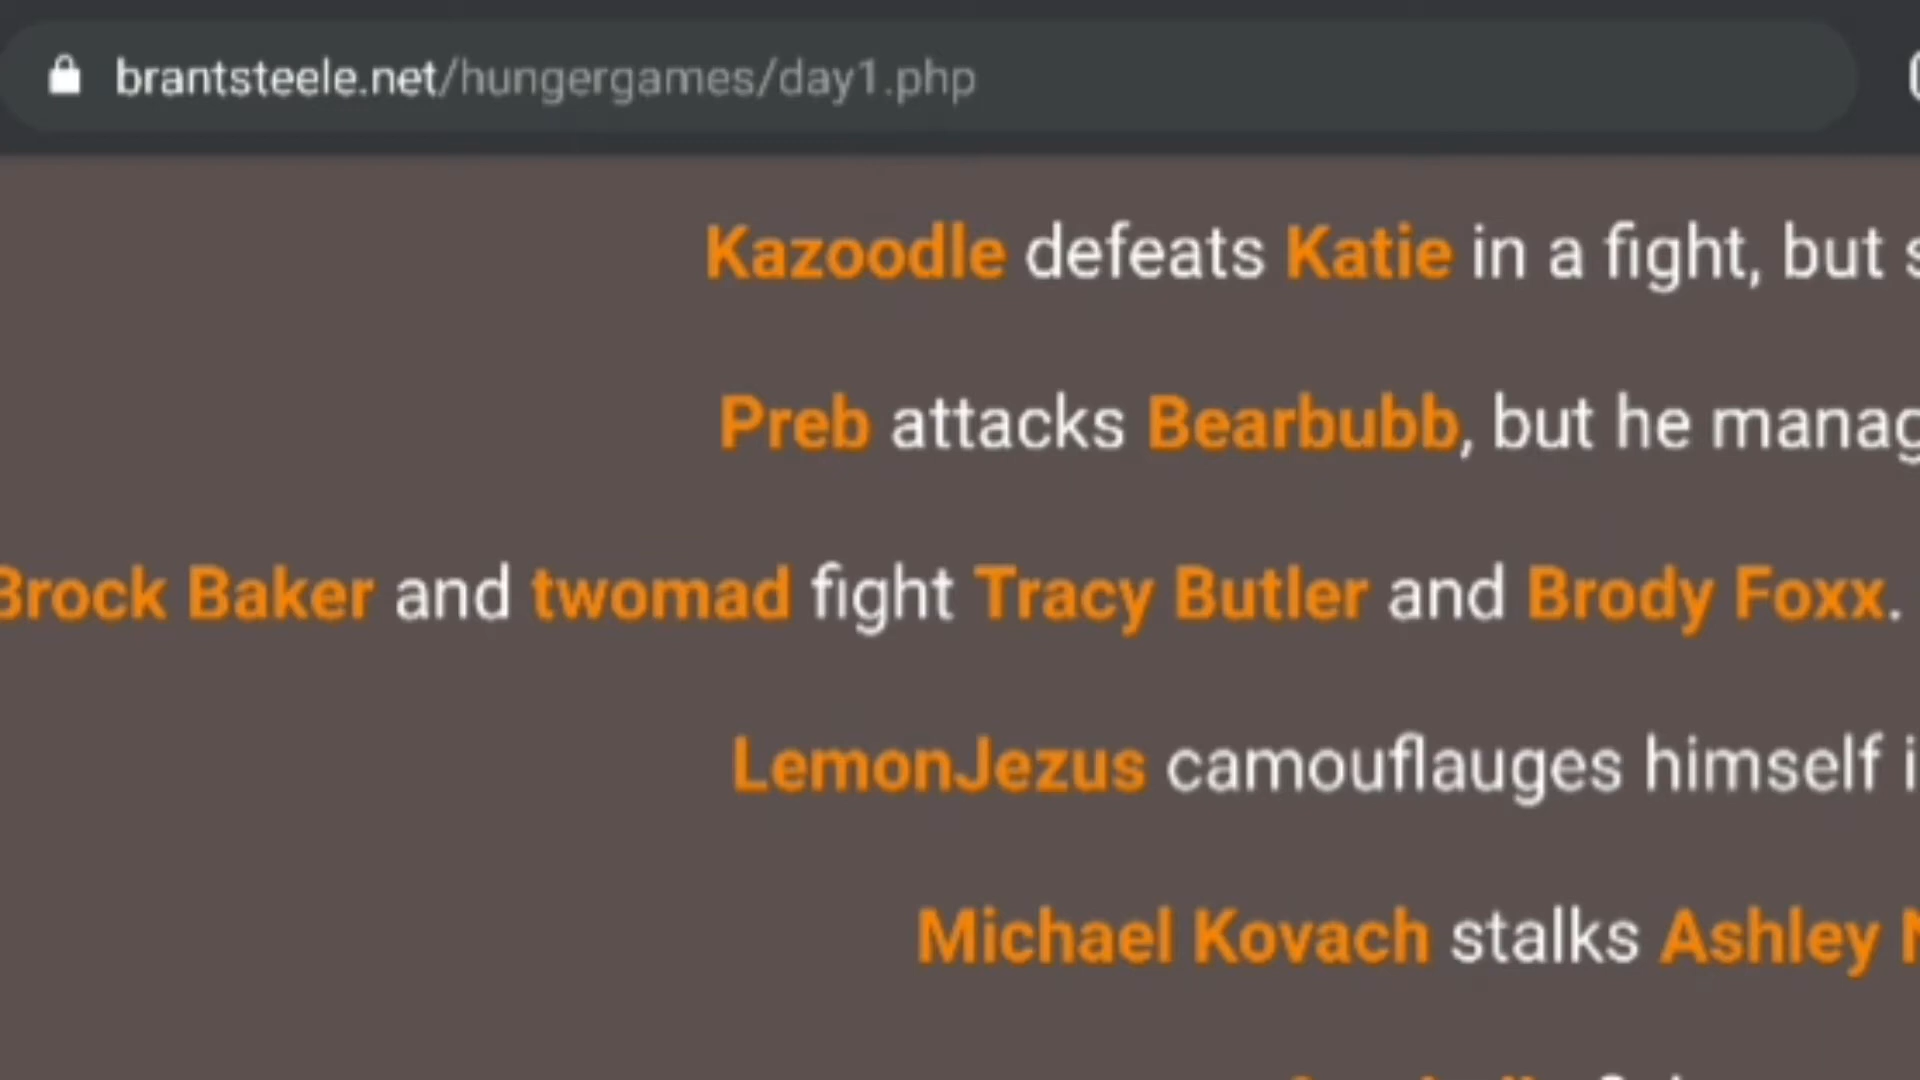 brantsteele.net/hungergames/day1.php
Kazoodle defeats Katie in a fight, but
Preb attacks Bearbubb, but he manag
Brock Baker and twomad fight Tracy Butler and Brody Foxx.
LemonJezus camouflauges himself
Michael Kovach stalks Ashley